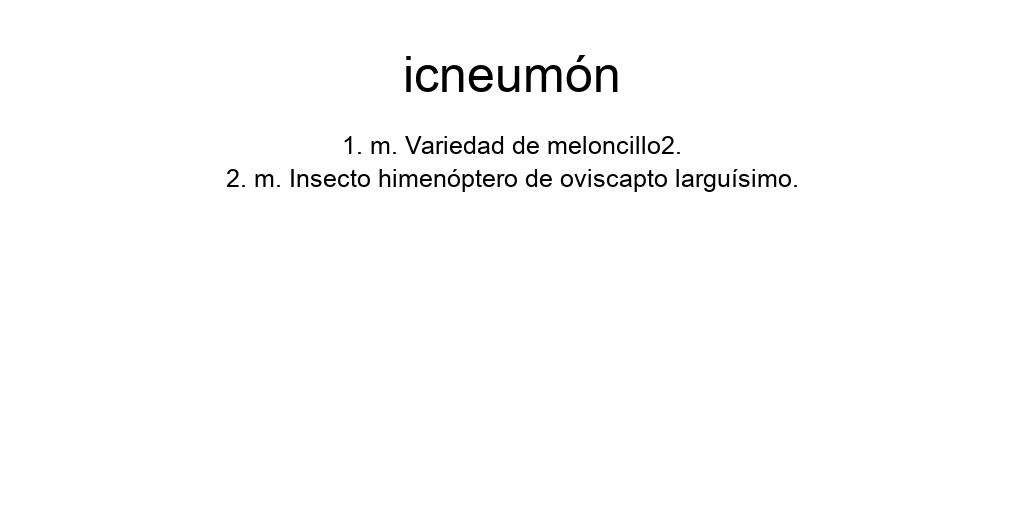 icneumón
1. m. Variedad de meloncillo2.
2. m. Insecto himenóptero de oviscapto larguísimo.